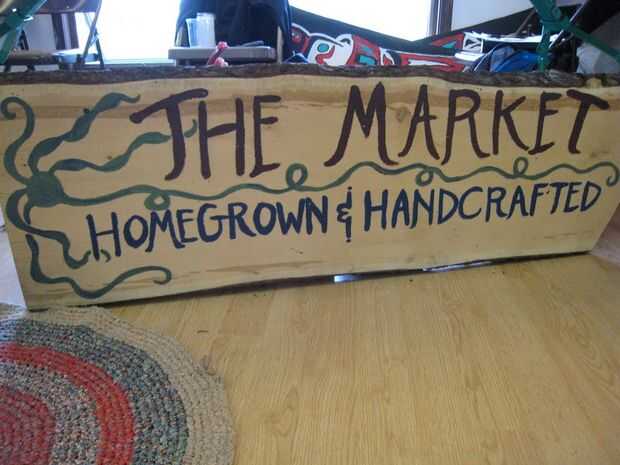 THE MARKET
HOMEGROWN & HANDCRAFTED